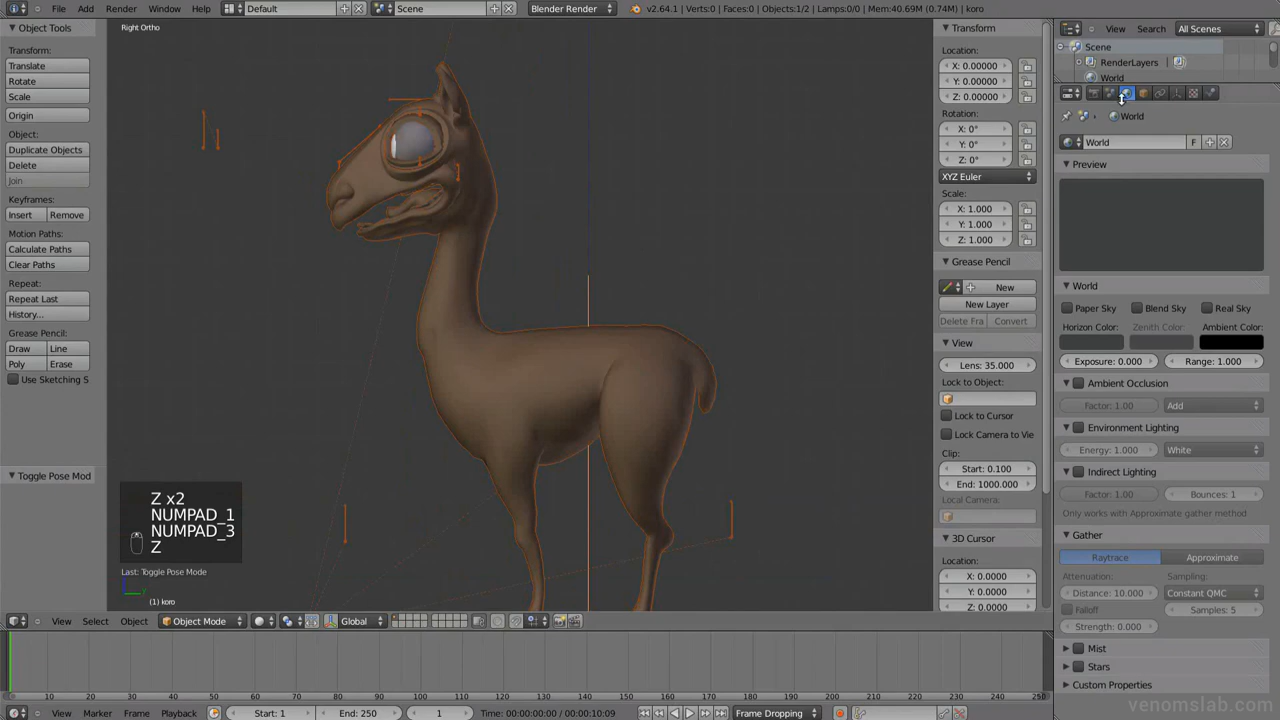 File Add Render Window Help Default Scene Blender Render v2.64.1 | Verts:0 | Faces:0 | Objects:1/2 | Lamps:0/0 | Mem:40.69M (0.74M) | koro
Object Tools
Transform:
Translate
Rotate
Scale
Origin
Object:
Duplicate Objects
Delete
Join
Keyframes:
Insert Remove
Motion Paths:
Calculate Paths
Clear Paths
Repeat:
Repeat Last
History...
Grease Pencil:
Draw Line
Poly Erase
Use Sketching S
Toggle Pose Mod
Right Ortho
Z x2
NUMPAD_1
NUMPAD_3
Z
Last: Toggle Pose Mode
(1) koro
Transform
Location:
X: 0.00000
Y: 0.00000
Z: 0.00000
Rotation:
X: 0°
Y: 0°
Z: 0°
XYZ Euler
Scale:
X: 1.000
Y: 1.000
Z: 1.000
Grease Pencil
New
New Layer
Delete Fra Convert
View
Lens: 35.000
Lock to Object:
Lock to Cursor
Lock Camera to Vie
Clip:
Start: 0.100
End: 1000.000
Local Camera:
3D Cursor
Location:
X: 0.0000
Y: 0.0000
Z: 0.0000
View Search All Scenes
Scene
RenderLayers
World
World
World F
Preview
World
Paper Sky Blend Sky Real Sky
Horizon Color: Zenith Color: Ambient Color:
Exposure: 0.000 Range: 1.000
Ambient Occlusion
Factor: 1.00 Add
Environment Lighting
Energy: 1.000 White
Indirect Lighting
Factor: 1.00 Bounces: 1
Only works with Approximate gather method
Gather
Raytrace Approximate
Attenuation: Sampling:
Distance: 10.000 Constant QMC
Falloff Samples: 5
Strength: 0.000
Mist
Stars
Custom Properties
View Select Object Object Mode Global
10 20 30 40 50 60 70 80 90 100 110 120 130 140 150 160 170 180 190 200 210 220 230 240 250
View Marker Frame Playback Start: 1 End: 250 1 Time: 00:00:00:00 / 00:00:10:09 Frame Dropping
venomslab.com